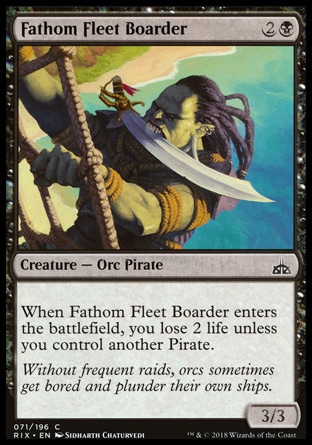 Fathom Fleet Boarder 2
Creature — Orc Pirate
When Fathom Fleet Boarder enters
the battlefield, you lose 2 life unless
you control another Pirate.
Without frequent raids, orcs sometimes
get bored and plunder their own ships.
3/3
071/196 C
RIX • EN Sidharth Chaturvedi
™ & © 2018 Wizards of the Coast